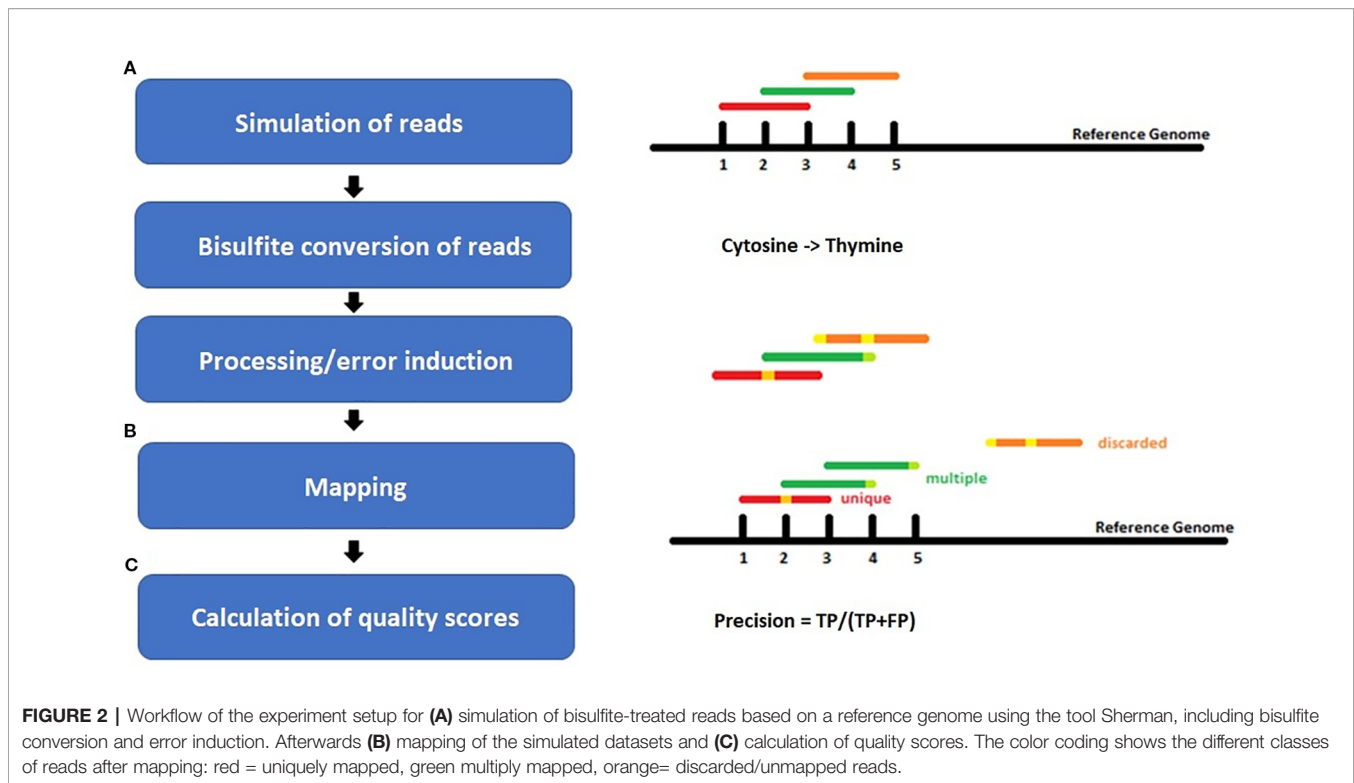 A
Simulation of reads
Reference Genome
1 2 3 4 5
Bisulfite conversion of reads
Cytosine -> Thymine
Processing/error induction
B
Mapping
discarded
multiple
unique
Reference Genome
1 2 3 4 5
C
Calculation of quality scores
Precision = TP/(TP+FP)
FIGURE 2 | Workflow of the experiment setup for (A) simulation of bisulfite-treated reads based on a reference genome using the tool Sherman, including bisulfite
conversion and error induction. Afterwards (B) mapping of the simulated datasets and (C) calculation of quality scores. The color coding shows the different classes
of reads after mapping: red = uniquely mapped, green multiply mapped, orange= discarded/unmapped reads.